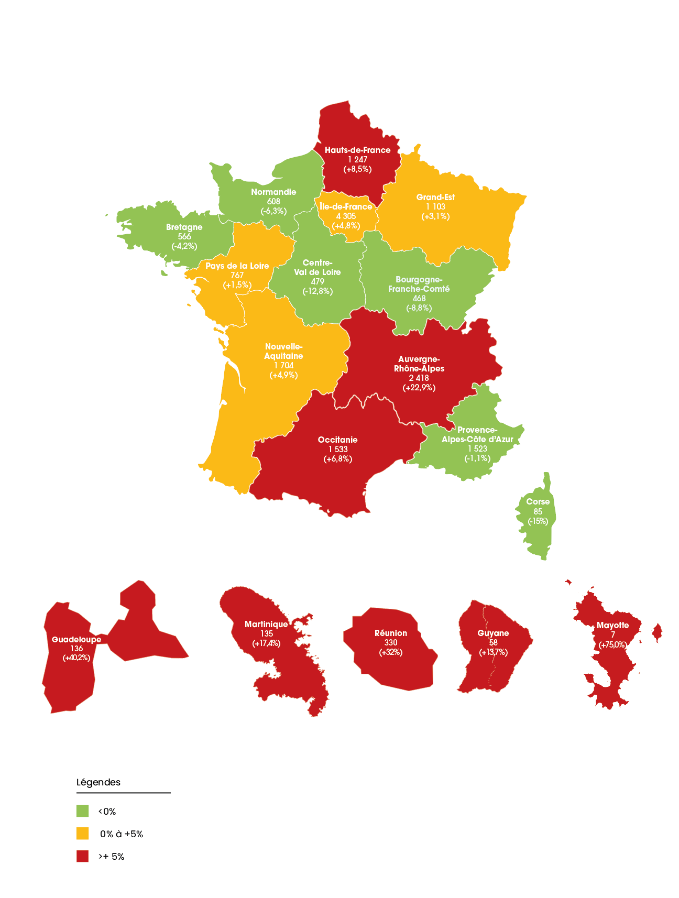 Hauts-de-France
1 247
(+8,5%)
Normandie
608
(-6,3%)
Île-de-France
4 305
(+4,8%)
Grand-Est
1 103
(+3,1%)
Bretagne
566
(-4,2%)
Pays de la Loire
767
(+1,5%)
Centre-
Val de Loire
479
(-12,8%)
Bourgogne-
Franche-Comté
468
(-8,8%)
Nouvelle-
Aquitaine
1 704
(+4,9%)
Auvergne-
Rhône-Alpes
2 418
(+22,9%)
Occitanie
1 533
(+6,8%)
Provence-
Alpes-Côte d'Azur
1 523
(-1,1%)
Corse
85
(-15%)
Guadeloupe
136
(+40,2%)
Martinique
135
(+17,4%)
Réunion
330
(+32%)
Guyane
58
(+13,7%)
Mayotte
7
(+75,0%)
Légendes
<0%
0% à +5%
>+ 5%